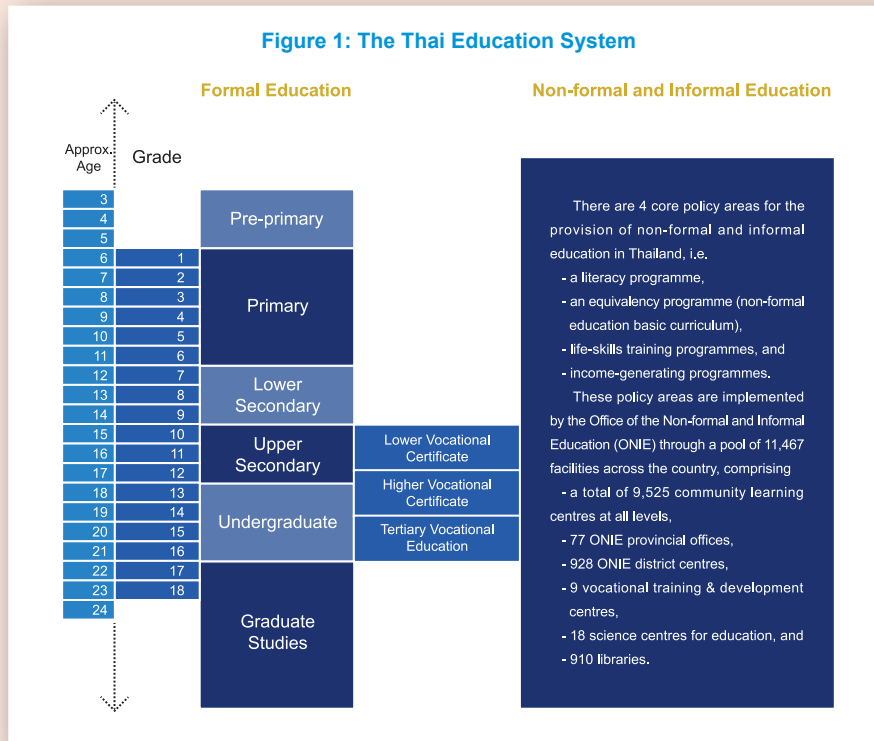 Figure 1: The Thai Education System
Formal Education
Non-formal and Informal Education
Approx.
Age
Grade
3
4
5
6
7
8
9
10
11
12
13
14
15
16
17
18
19
20
21
22
23
24
1
2
3
4
5
6
7
8
9
10
11
12
13
14
15
16
17
18
Pre-primary
Primary
Lower
Secondary
Upper
Secondary
Undergraduate
Graduate
Studies
Lower Vocational
Certificate
Higher Vocational
Certificate
Tertiary Vocational
Education
There are 4 core policy areas for the
provision of non-formal and informal
education in Thailand, i.e.
- a literacy programme,
- an equivalency programme (non-formal
education basic curriculum),
- life-skills training programmes, and
- income-generating programmes.
These policy areas are implemented
by the Office of the Non-formal and Informal
Education (ONIE) through a pool of 11,467
facilities across the country, comprising
- a total of 9,525 community learning
centres at all levels,
- 77 ONIE provincial offices,
- 928 ONIE district centres,
- 9 vocational training & development
centres,
- 18 science centres for education, and
- 910 libraries.